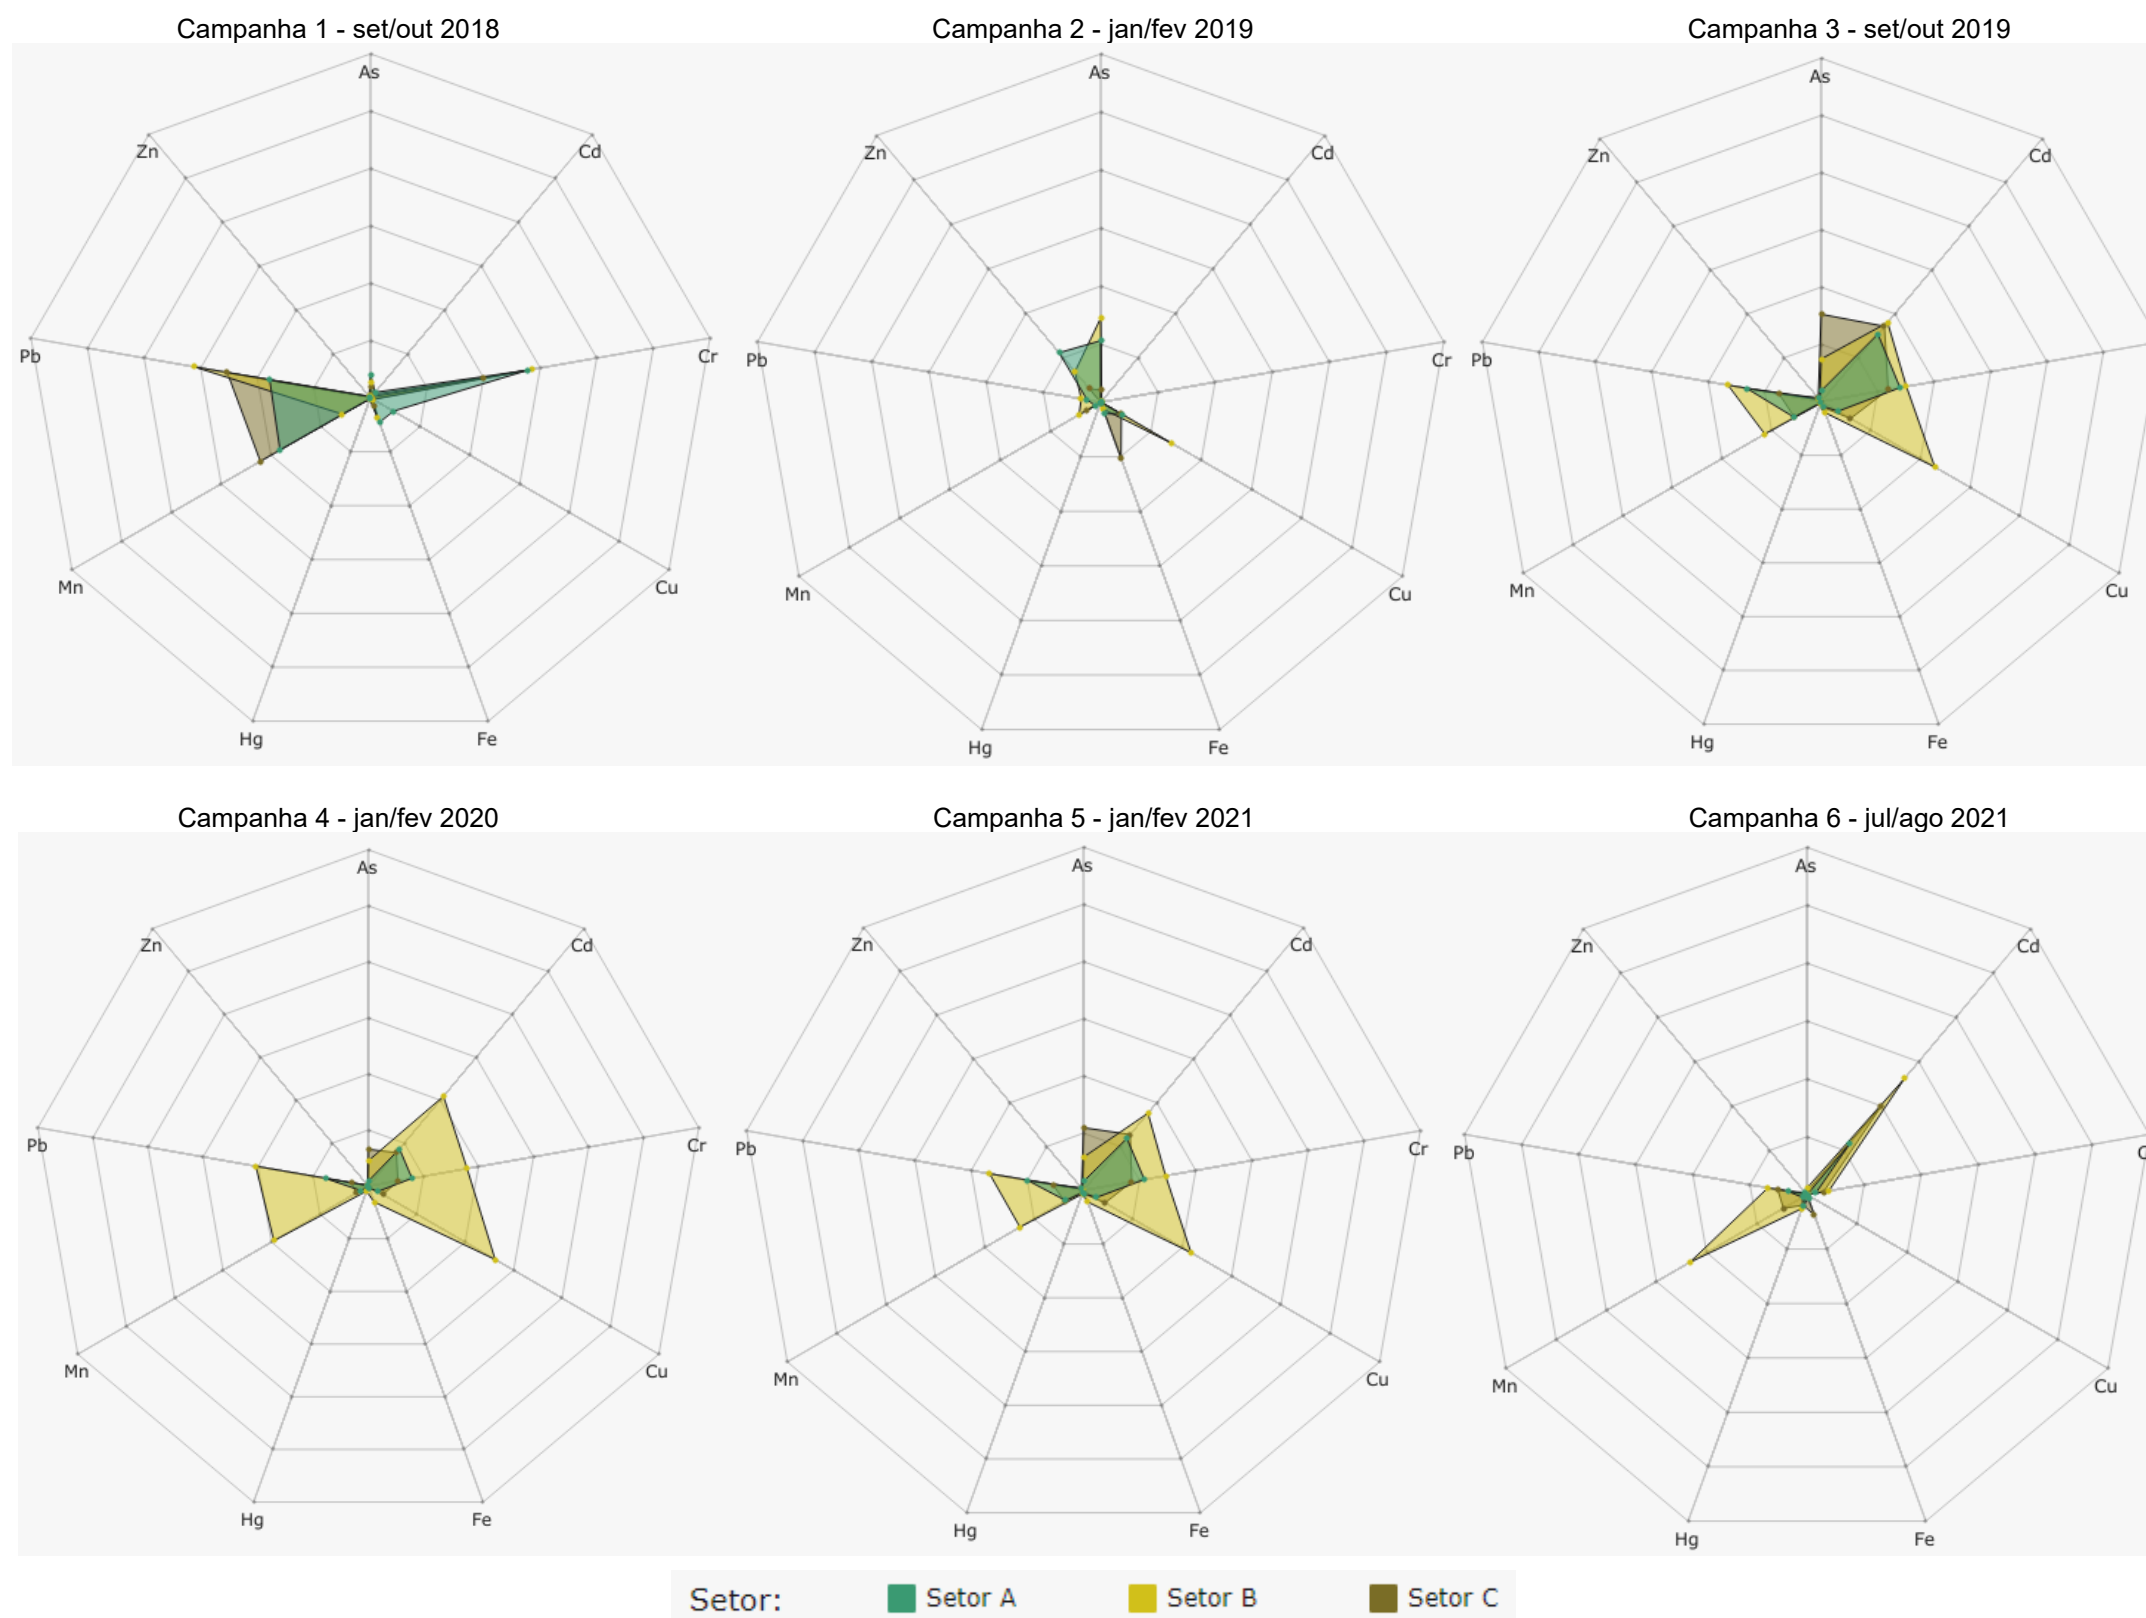 Campanha 1 - set/out 2018
Campanha 2 - jan/fev 2019
Campanha 3 - set/out 2019
As
As
As
Zn
Cd
Zn
Cd
Zn
Cd
Pb
Cr
Pb
Cr
Pb
Mn
Cu
Mn
Cu
Mn
Cu
Hg
Fe
Hg
Fe
Hg
Fe
Campanha 4 - jan/fev 2020
Campanha 5 - jan/fev 2021
Campanha 6 - jul/ago 2021
As
As
As
Zn
Cd
Zn
Cd
Zn
Cd
Pb
Cr
Pb
Cr
Pb
Mn
Cu
Mn
Cu
Mn
Cu
Hg
Fe
Hg
Fe
Hg
Fe
Setor:
Setor A
Setor B
Setor C